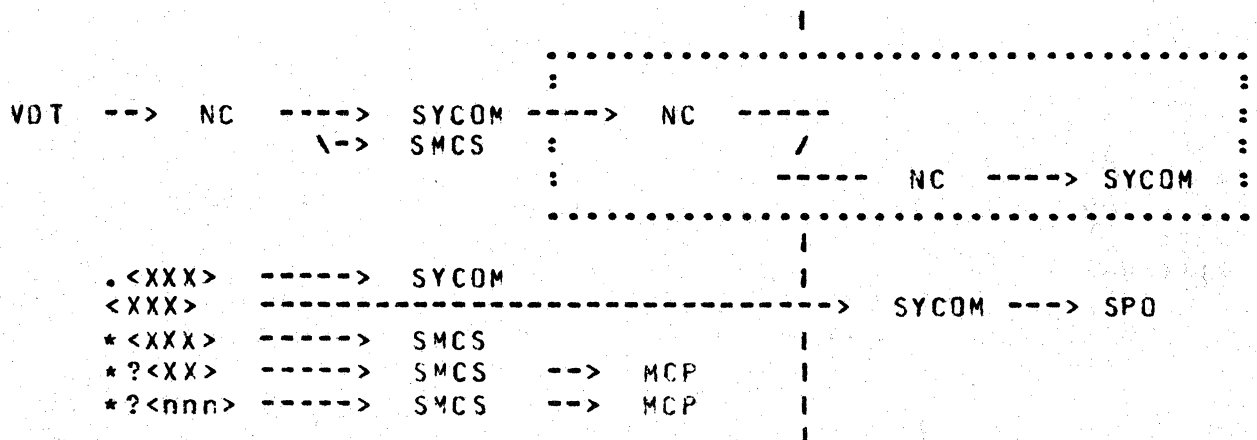 |
.....................................
:                                   :
VDT --> NC ----> SYCOM ----> NC -----          :
\-> SMCS : / :
: ----- NC ----> SYCOM :
.....................................
|
.<XXX> -----> SYCOM |
<XXX> ------------------------------> SYCOM ---> SPO
*<XXX> -----> SMCS |
*?<XX> -----> SMCS --> MCP |
*?<nnn> -----> SMCS --> MCP |
|